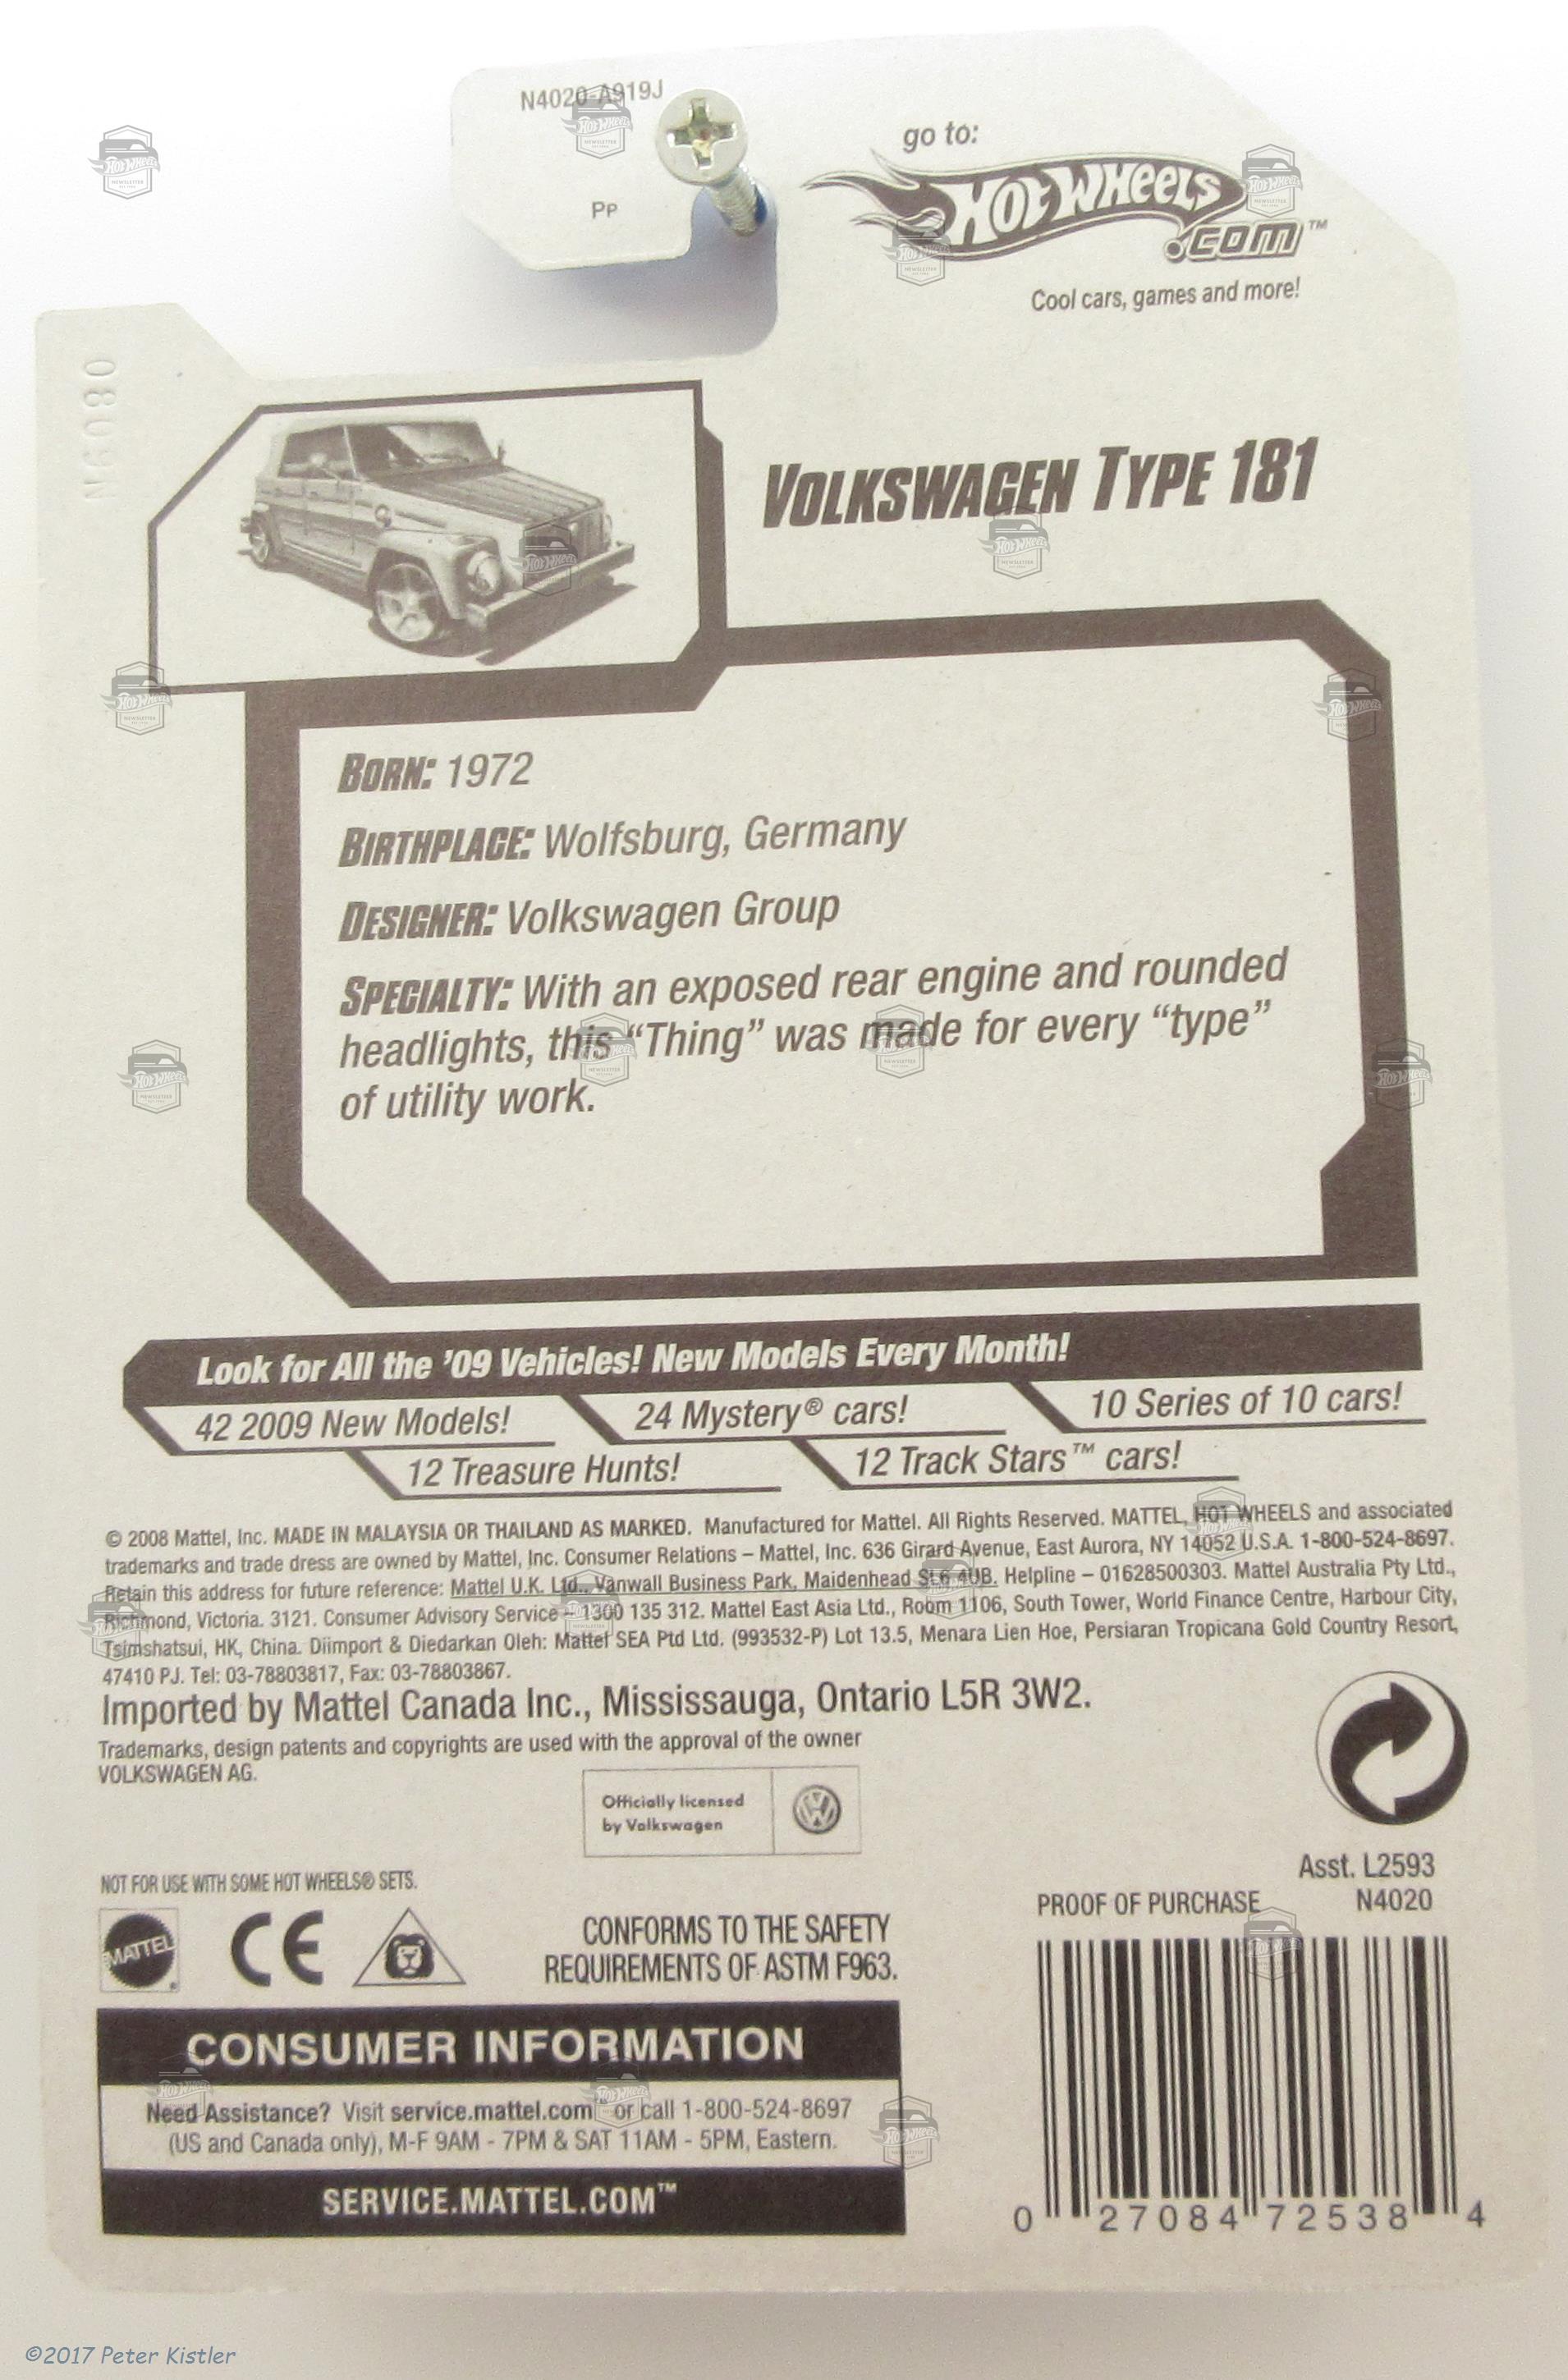 N4020-A919J
PP
go to:
Hot Wheels
.com™
Cool cars, games and more!
080GN
VOLKSWAGEN TYPE 181
BORN: 1972
BIRTHPLACE: Wolfsburg, Germany
DESIGNER: Volkswagen Group
SPECIALTY: With an exposed rear engine and rounded
headlights, this “Thing” was made for every “type”
of utility work.
Look for All the ’09 Vehicles! New Models Every Month!
42 2009 New Models!
24 Mystery® cars!
10 Series of 10 cars!
12 Treasure Hunts!
12 Track Stars™ cars!
© 2008 Mattel, Inc. MADE IN MALAYSIA OR THAILAND AS MARKED. Manufactured for Mattel. All Rights Reserved. MATTEL, HOT WHEELS and associated
trademarks and trade dress are owned by Mattel, Inc. Consumer Relations – Mattel, Inc. 636 Girard Avenue, East Aurora, NY 14052 U.S.A. 1-800-524-8697.
Retain this address for future reference: Mattel U.K. Ltd., Vanwall Business Park, Maidenhead SL6 4UB. Helpline – 01628500303. Mattel Australia Pty Ltd.,
Richmond, Victoria. 3121. Consumer Advisory Service – 1300 135 312. Mattel East Asia Ltd., Room 1106, South Tower, World Finance Centre, Harbour City,
Tsimshatsui, HK, China. Diimport & Diedarkan Oleh: Mattel SEA Ptd Ltd. (993532-P) Lot 13.5, Menara Lien Hoe, Persiaran Tropicana Gold Country Resort,
47410 PJ. Tel: 03-78803817, Fax: 03-78803867.
Imported by Mattel Canada Inc., Mississauga, Ontario L5R 3W2.
Trademarks, design patents and copyrights are used with the approval of the owner
VOLKSWAGEN AG.
Officially licensed
by Volkswagen
NOT FOR USE WITH SOME HOT WHEELS® SETS.
MATTEL
CE
CONFORMS TO THE SAFETY
REQUIREMENTS OF ASTM F963.
Asst. L2593
PROOF OF PURCHASE N4020
CONSUMER INFORMATION
Need Assistance? Visit service.mattel.com or call 1-800-524-8697
(US and Canada only), M-F 9AM - 7PM & SAT 11AM - 5PM, Eastern.
SERVICE.MATTEL.COM™
0 27084 72538 4
©2017 Peter Kistler